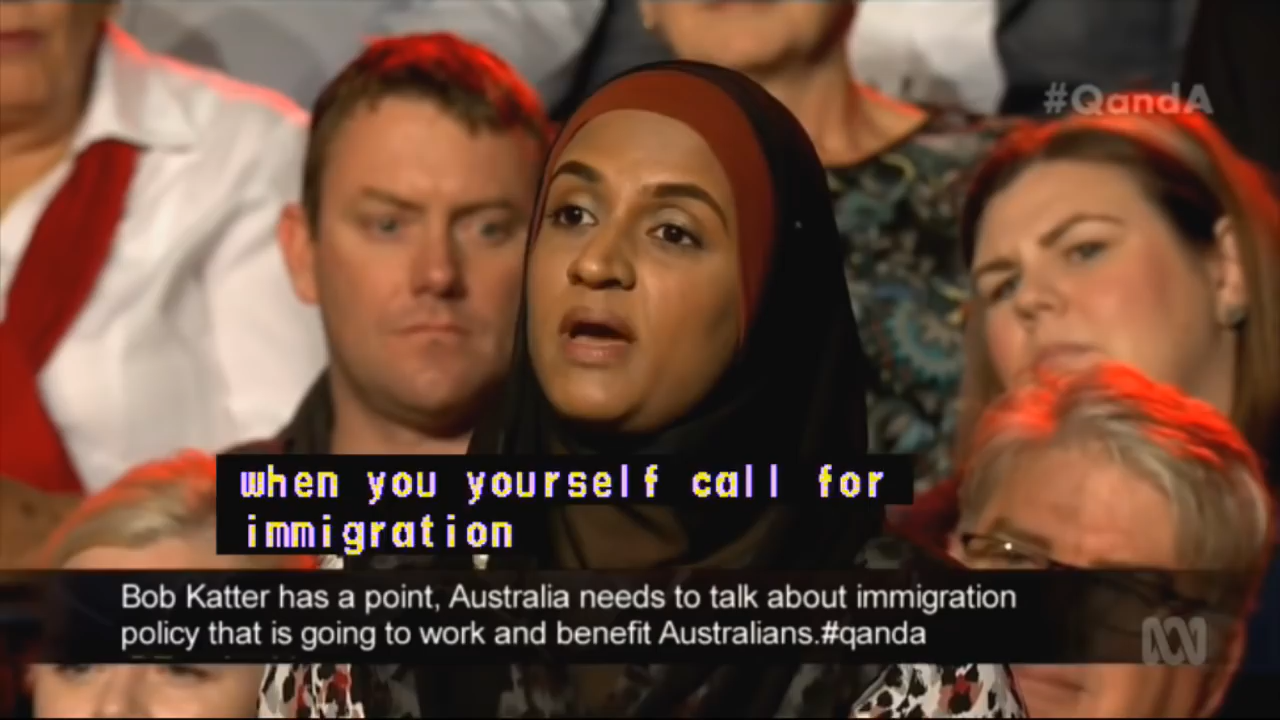 #QandA
when you yourself call for
immigration
Bob Katter has a point, Australia needs to talk about immigration
policy that is going to work and benefit Australians.#qanda